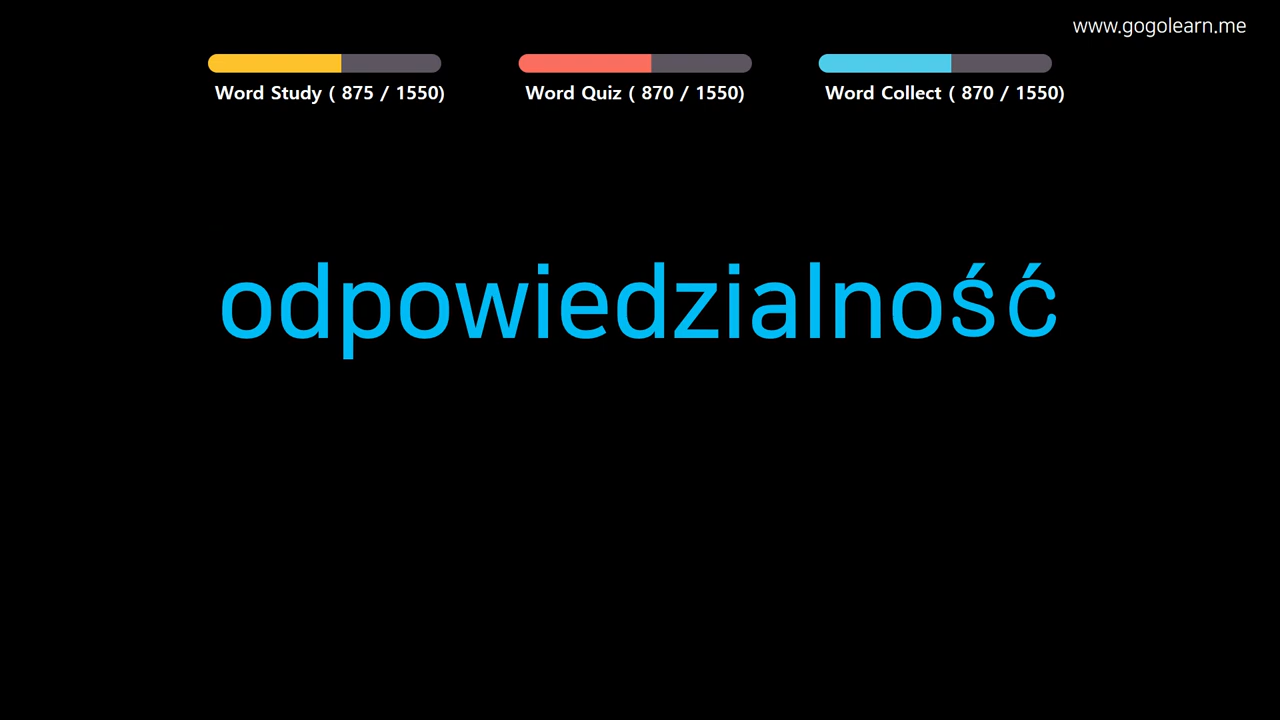 www.gogolearn.me
Word Study ( 875 / 1550)
Word Quiz ( 870 / 1550)
Word Collect ( 870 / 1550)
odpowiedzialność